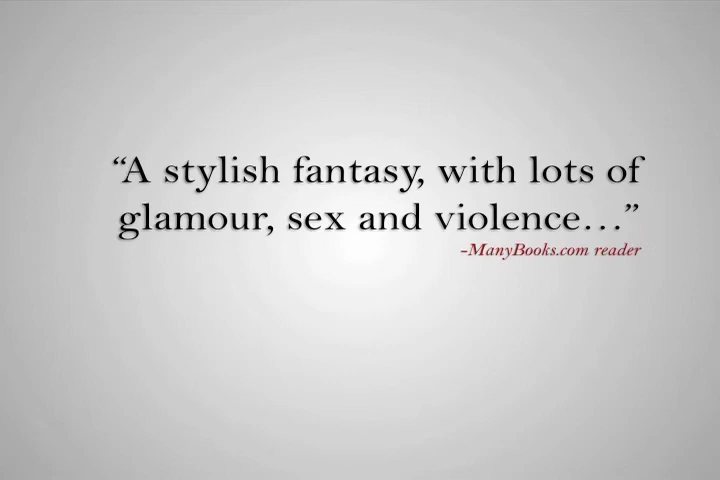 “A stylish fantasy, with lots of
glamour, sex and violence…”
-ManyBooks.com reader